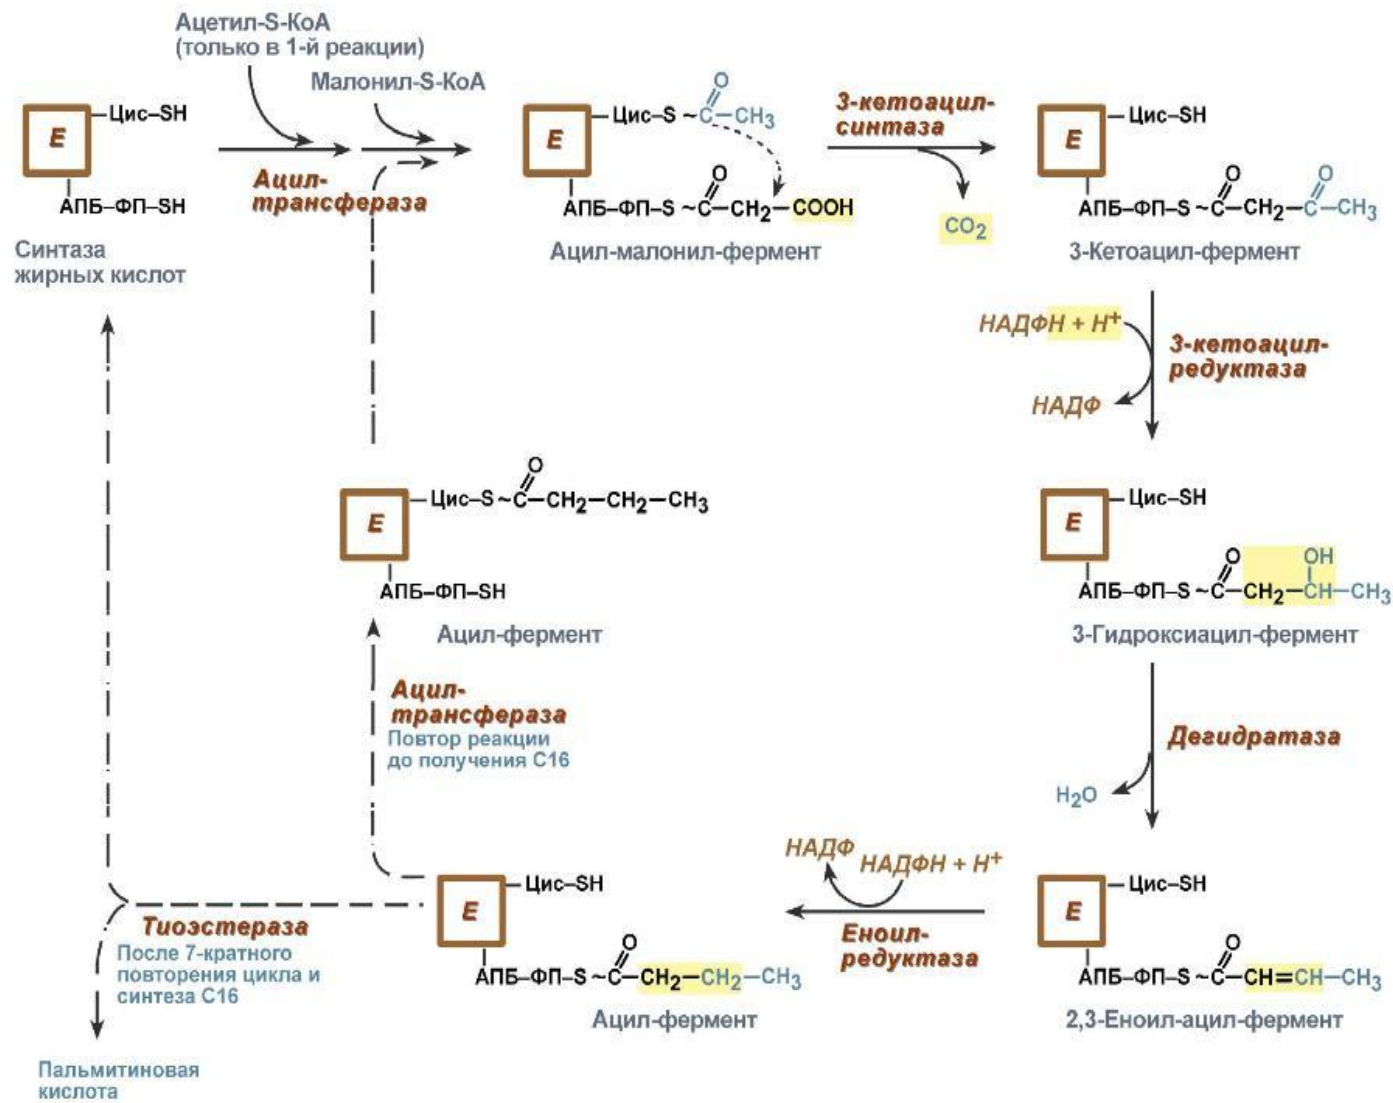 Ацетил-S-КоА
(только в 1-й реакции)
Малонил-S-КоА
E
Цис–SH
АПБ–ФП–SH
Синтаза
жирных кислот
Ацил-
трансфераза
E
Цис–S ~ C–CH3
O
O
АПБ–ФП–S ~ C–CH2–COOH
Ацил-малонил-фермент
3-кетоацил-
синтаза
CO2
E
Цис–SH
O
O
АПБ–ФП–S ~ C–CH2–C–CH3
3-Кетоацил-фермент
НАДФН + Н+
НАДФ
3-кетоацил-
редуктаза
E
Цис–SH
O
OH
АПБ–ФП–S ~ C–CH2–CH–CH3
3-Гидроксиацил-фермент
Дегидратаза
H2O
E
Цис–SH
O
АПБ–ФП–S ~ C–CH=CH–CH3
2,3-Еноил-ацил-фермент
НАДФ
НАДФН + Н+
Еноил-
редуктаза
E
Цис–SH
O
АПБ–ФП–S ~ C–CH2–CH2–CH3
Ацил-фермент
Ацил-
трансфераза
Повтор реакции
до получения С16
E
O
Цис–S ~ C–CH2–CH2–CH3
АПБ–ФП–SH
Ацил-фермент
Тиоэстераза
После 7-кратного
повторения цикла и
синтеза С16
Пальмитиновая
кислота